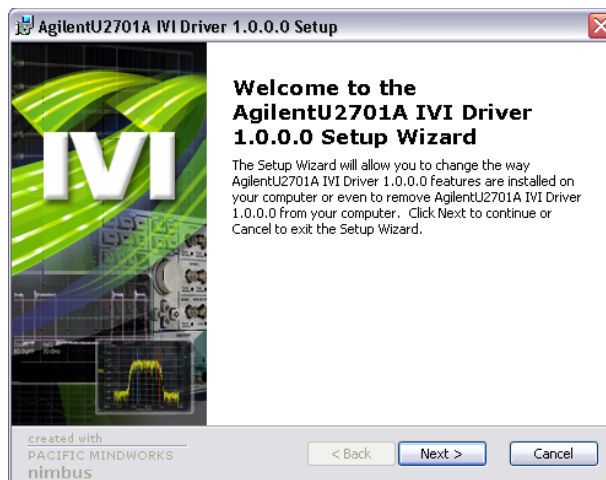 AgilentU2701A IVI Driver 1.0.0.0 Setup
IVI
Welcome to the
AgilentU2701A IVI Driver
1.0.0.0 Setup Wizard
The Setup Wizard will allow you to change the way
AgilentU2701A IVI Driver 1.0.0.0 features are installed on
your computer or even to remove AgilentU2701A IVI Driver
1.0.0.0 from your computer. Click Next to continue or
Cancel to exit the Setup Wizard.
created with
PACIFIC MINDWORKS
nimbus
< Back
Next >
Cancel